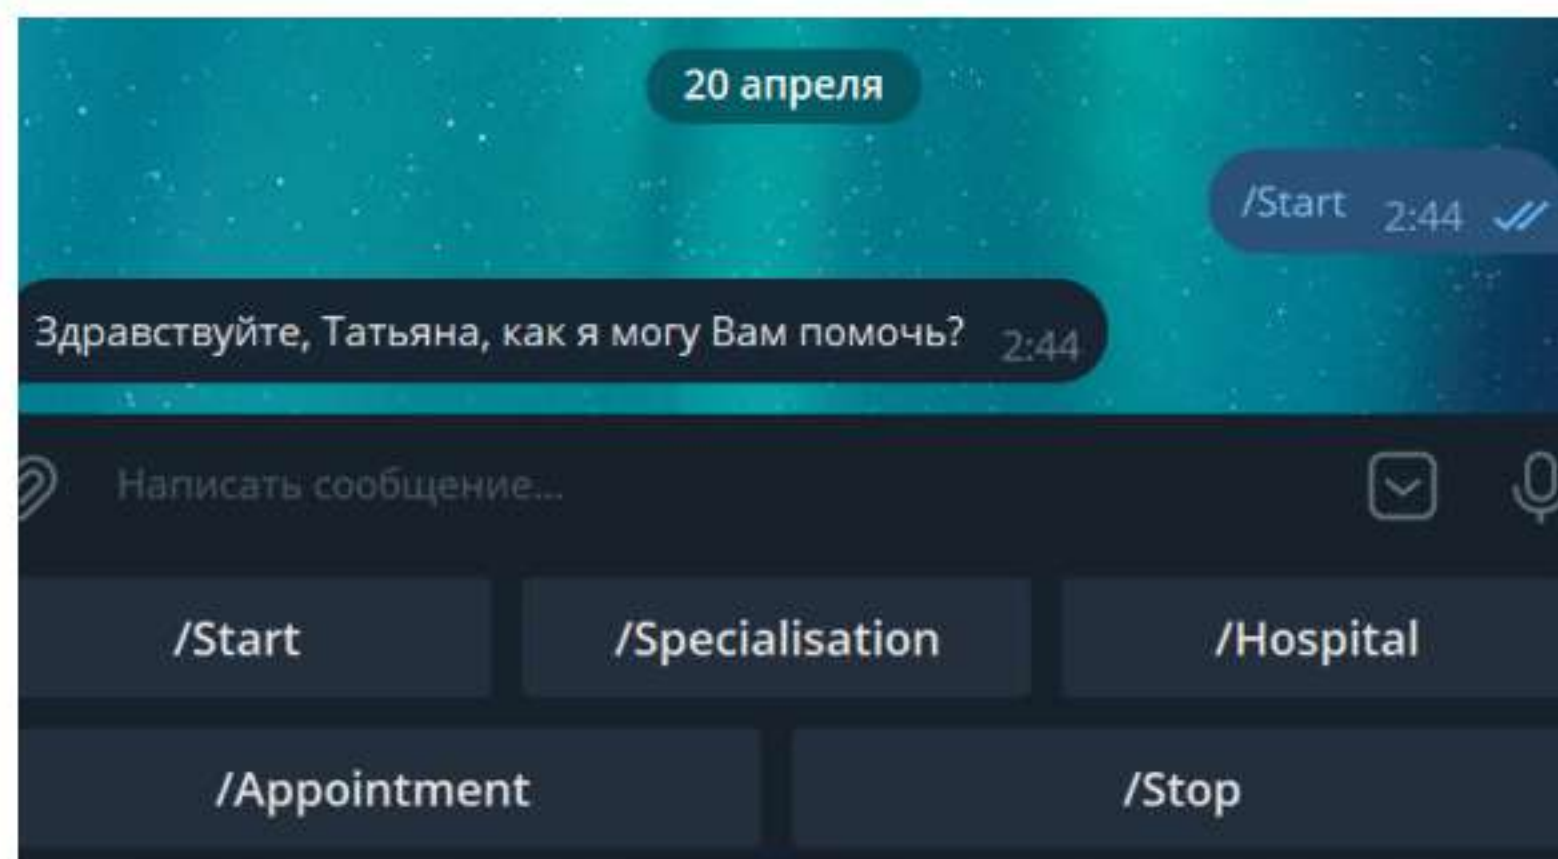 20 апреля
/Start 2:44
Здравствуйте, Татьяна, как я могу Вам помочь? 2:44
Написать сообщение...
/Start /Specialisation /Hospital
/Appointment /Stop